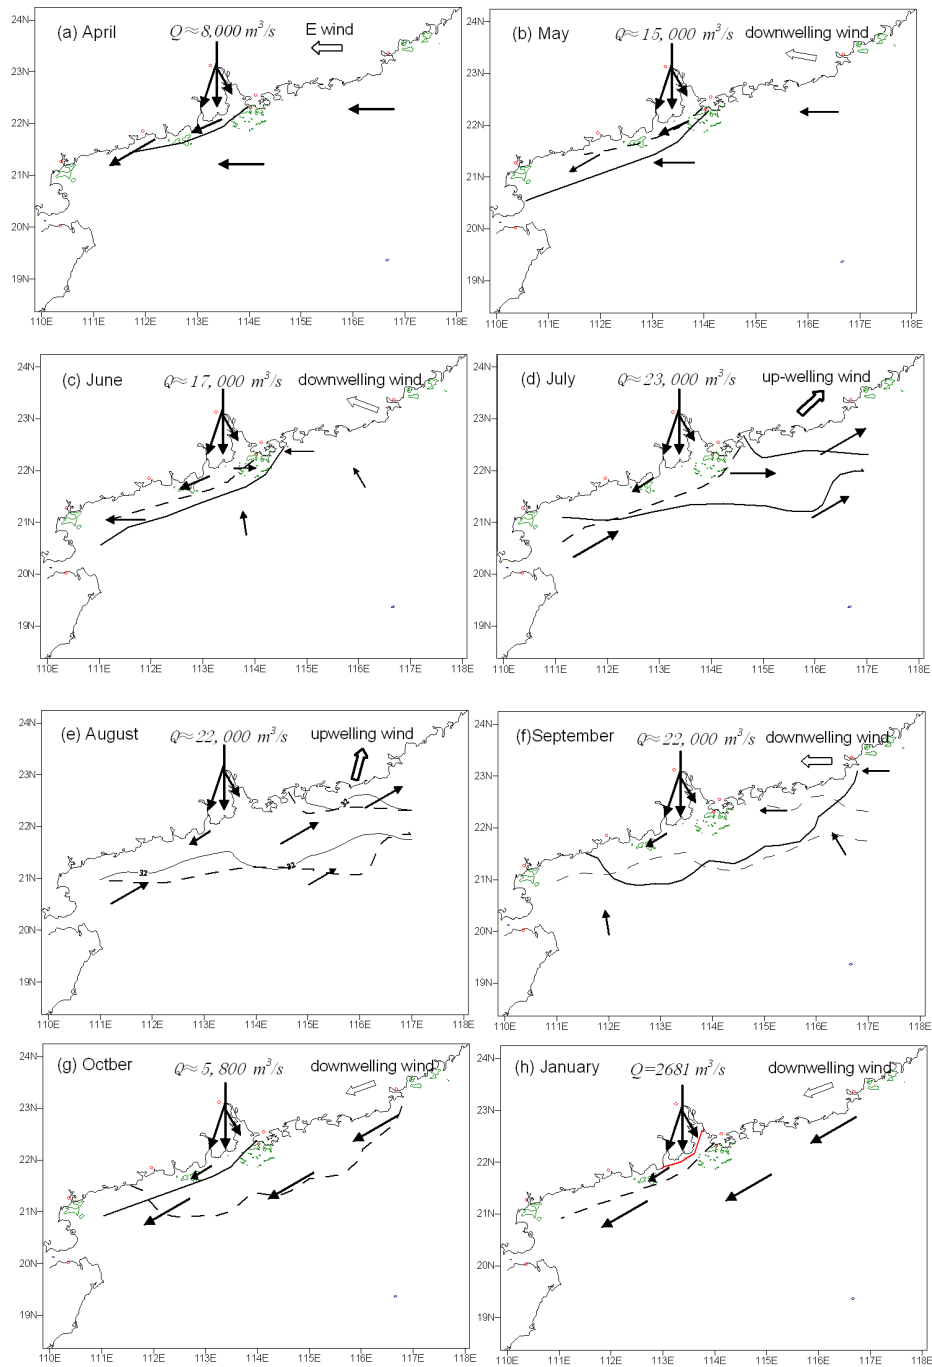 (a) April Q≈8,000 m³/s E wind
24N
23N
22N
21N
20N
19N
110E 111E 112E 113E 114E 115E 116E 117E 118E
(b) May Q≈15,000 m³/s downwelling wind
24N
23N
22N
21N
20N
19N
110E 111E 112E 113E 114E 115E 116E 117E 118E
(c) June Q≈17,000 m³/s downwelling wind
24N
23N
22N
21N
20N
19N
110E 111E 112E 113E 114E 115E 116E 117E 118E
(d) July Q≈23,000 m³/s up-welling wind
24N
23N
22N
21N
20N
19N
110E 111E 112E 113E 114E 115E 116E 117E 118E
(e) August Q≈22,000 m³/s upwelling wind
24N
23N
32
22N
32 32
21N
20N
19N
110E 111E 112E 113E 114E 115E 116E 117E 118E
(f)September Q≈22,000 m³/s downwelling wind
24N
23N
22N
21N
20N
19N
110E 111E 112E 113E 114E 115E 116E 117E 118E
(g) Octber Q≈5,800 m³/s downwelling wind
24N
23N
22N
21N
20N
19N
110E 111E 112E 113E 114E 115E 116E 117E 118E
(h) January Q=2681 m³/s downwelling wind
24N
23N
22N
21N
20N
19N
110E 111E 112E 113E 114E 115E 116E 117E 118E